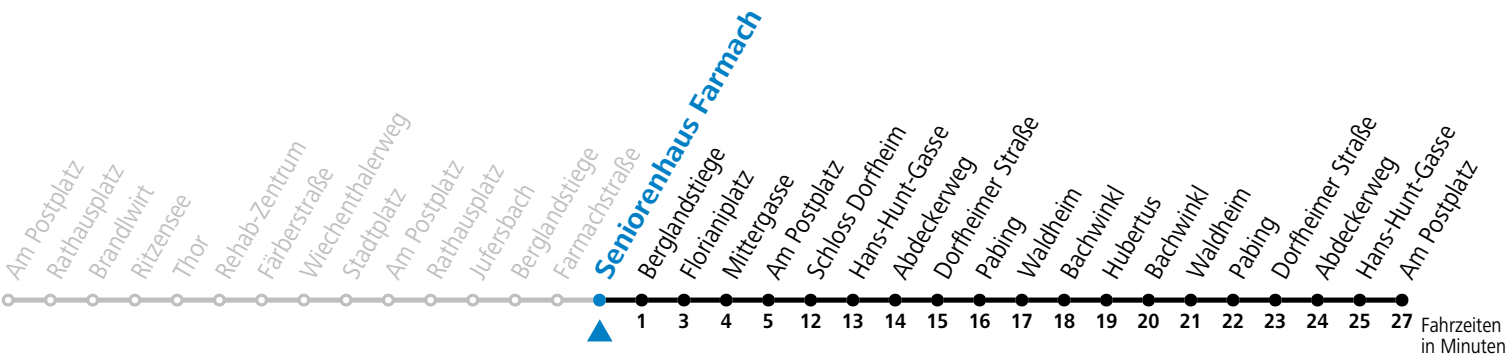 Am Postplatz
Rathausplatz
Brandlwirt
Ritzensee
Thor
Rehab-Zentrum
Färberstraße
Wiechenthalerweg
Stadtplatz
Am Postplatz
Rathausplatz
Jufersbach
Berglandstiege
Farmachstraße
Seniorenhaus Farmach
Berglandstiege
Florianiplatz
Mittergasse
Am Postplatz
Schloss Dorfheim
Hans-Hunt-Gasse
Abdeckerweg
Dorfheimer Straße
Pabing
Waldheim
Bachwinkl
Hubertus
Bachwinkl
Waldheim
Pabing
Dorfheimer Straße
Abdeckerweg
Hans-Hunt-Gasse
Am Postplatz
1 3 4 5 12 13 14 15 16 17 18 19 20 21 22 23 24 25 27
Fahrzeiten
in Minuten